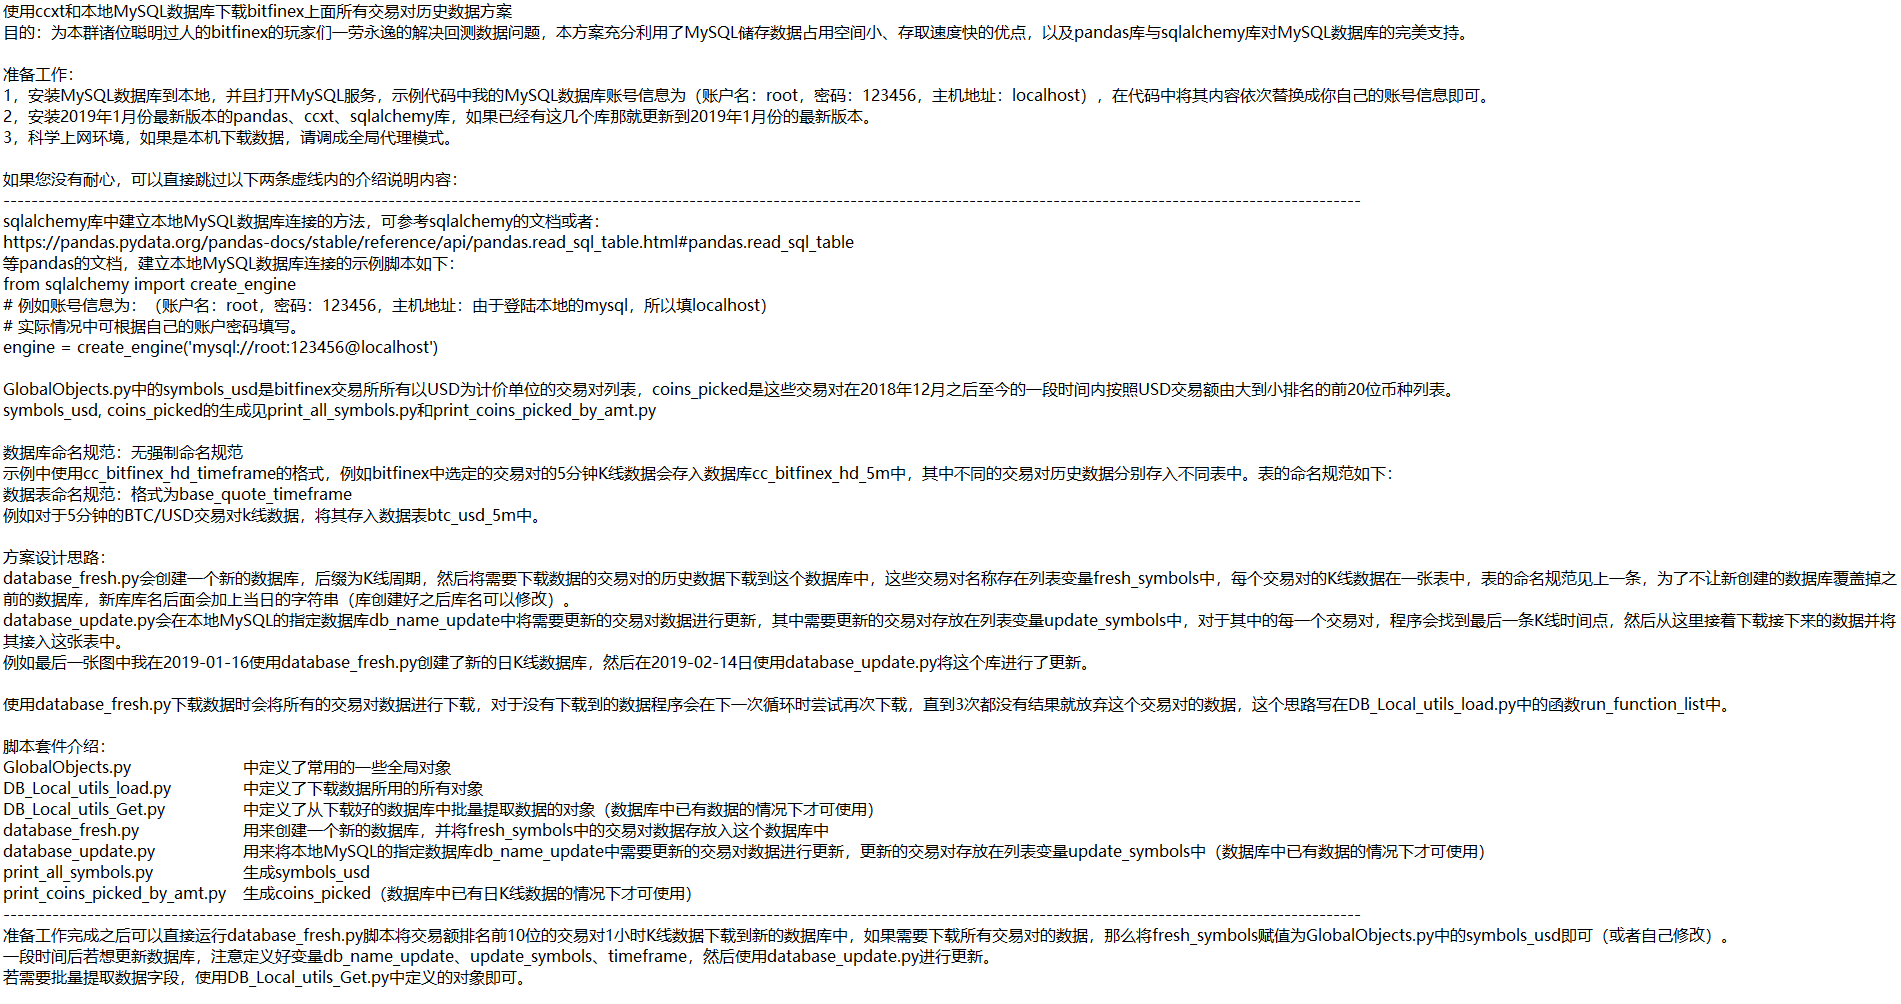 使用ccxt和本地MySQL数据库下载bitfinex上面所有交易对历史数据方案
目的：为本群诸位聪明过人的bitfinex的玩家们一劳永逸的解决回测数据问题，本方案充分利用了MySQL储存数据占用空间小、存取速度快的优点，以及pandas库与sqlalchemy库对MySQL数据库的完美支持。
准备工作：
1，安装MySQL数据库到本地，并且打开MySQL服务，示例代码中我的MySQL数据库账号信息为（账户名：root，密码：123456，主机地址：localhost），在代码中将其内容依次替换成你自己的账号信息即可。
2，安装2019年1月份最新版本的pandas、ccxt、sqlalchemy库，如果已经有这几个库那就更新到2019年1月份的最新版本。
3，科学上网环境，如果是本机下载数据，请调成全局代理模式。
如果您没有耐心，可以直接跳过以下两条虚线内的介绍说明内容：
--------------------------------------------------------------------------------------------------------------------------------------------------------------------------------------------------
sqlalchemy库中建立本地MySQL数据库连接的方法，可参考sqlalchemy的文档或者：
https://pandas.pydata.org/pandas-docs/stable/reference/api/pandas.read_sql_table.html#pandas.read_sql_table
等pandas的文档，建立本地MySQL数据库连接的示例脚本如下：
from sqlalchemy import create_engine
# 例如账号信息为：（账户名：root，密码：123456，主机地址：由于登陆本地的mysql，所以填localhost）
# 实际情况中可根据自己的账户密码填写。
engine = create_engine('mysql://root:123456@localhost')
GlobalObjects.py中的symbols_usd是bitfinex交易所所有以USD为计价单位的交易对列表，coins_picked是这些交易对在2018年12月之后至今的一段时间内按照USD交易额由大到小排名的前20位币种列表。
symbols_usd, coins_picked的生成见print_all_symbols.py和print_coins_picked_by_amt.py
数据库命名规范：无强制命名规范
示例中使用cc_bitfinex_hd_timeframe的格式，例如bitfinex中选定的交易对的5分钟K线数据会存入数据库cc_bitfinex_hd_5m中，其中不同的交易对历史数据分别存入不同表中。表的命名规范如下：
数据表命名规范：格式为base_quote_timeframe
例如对于5分钟的BTC/USD交易对k线数据，将其存入数据表btc_usd_5m中。
方案设计思路：
database_fresh.py会创建一个新的数据库，后缀为K线周期，然后将需要下载数据的交易对的历史数据下载到这个数据库中，这些交易对名称存在列表变量fresh_symbols中，每个交易对的K线数据在一张表中，表的命名规范见上一条，为了不让新创建的数据库覆盖掉之
前的数据库，新库库名后面会加上当日的字符串（库创建好之后库名可以修改）。
database_update.py会在本地MySQL的指定数据库db_name_update中将需要更新的交易对数据进行更新，其中需要更新的交易对存放在列表变量update_symbols中，对于其中的每一个交易对，程序会找到最后一条K线时间点，然后从这里接着下载接下来的数据并将
其接入这张表中。
例如最后一张图中我在2019-01-16使用database_fresh.py创建了新的日K线数据库，然后在2019-02-14日使用database_update.py将这个库进行了更新。
使用database_fresh.py下载数据时会将所有的交易对数据进行下载，对于没有下载到的数据程序会在下一次循环时尝试再次下载，直到3次都没有结果就放弃这个交易对的数据，这个思路写在DB_Local_utils_load.py中的函数run_function_list中。
脚本套件介绍：
GlobalObjects.py 中定义了常用的一些全局对象
DB_Local_utils_load.py 中定义了下载数据所用的所有对象
DB_Local_utils_Get.py 中定义了从下载好的数据库中批量提取数据的对象（数据库中已有数据的情况下才可使用）
database_fresh.py 用来创建一个新的数据库，并将fresh_symbols中的交易对数据存放入这个数据库中
database_update.py 用来将本地MySQL的指定数据库db_name_update中需要更新的交易对数据进行更新，更新的交易对存放在列表变量update_symbols中（数据库中已有数据的情况下才可使用）
print_all_symbols.py 生成symbols_usd
print_coins_picked_by_amt.py 生成coins_picked（数据库中已有日K线数据的情况下才可使用）
--------------------------------------------------------------------------------------------------------------------------------------------------------------------------------------------------
准备工作完成之后可以直接运行database_fresh.py脚本将交易额排名前10位的交易对1小时K线数据下载到新的数据库中，如果需要下载所有交易对的数据，那么将fresh_symbols赋值为GlobalObjects.py中的symbols_usd即可（或者自己修改）。
一段时间后若想更新数据库，注意定义好变量db_name_update、update_symbols、timeframe，然后使用database_update.py进行更新。
若需要批量提取数据字段，使用DB_Local_utils_Get.py中定义的对象即可。